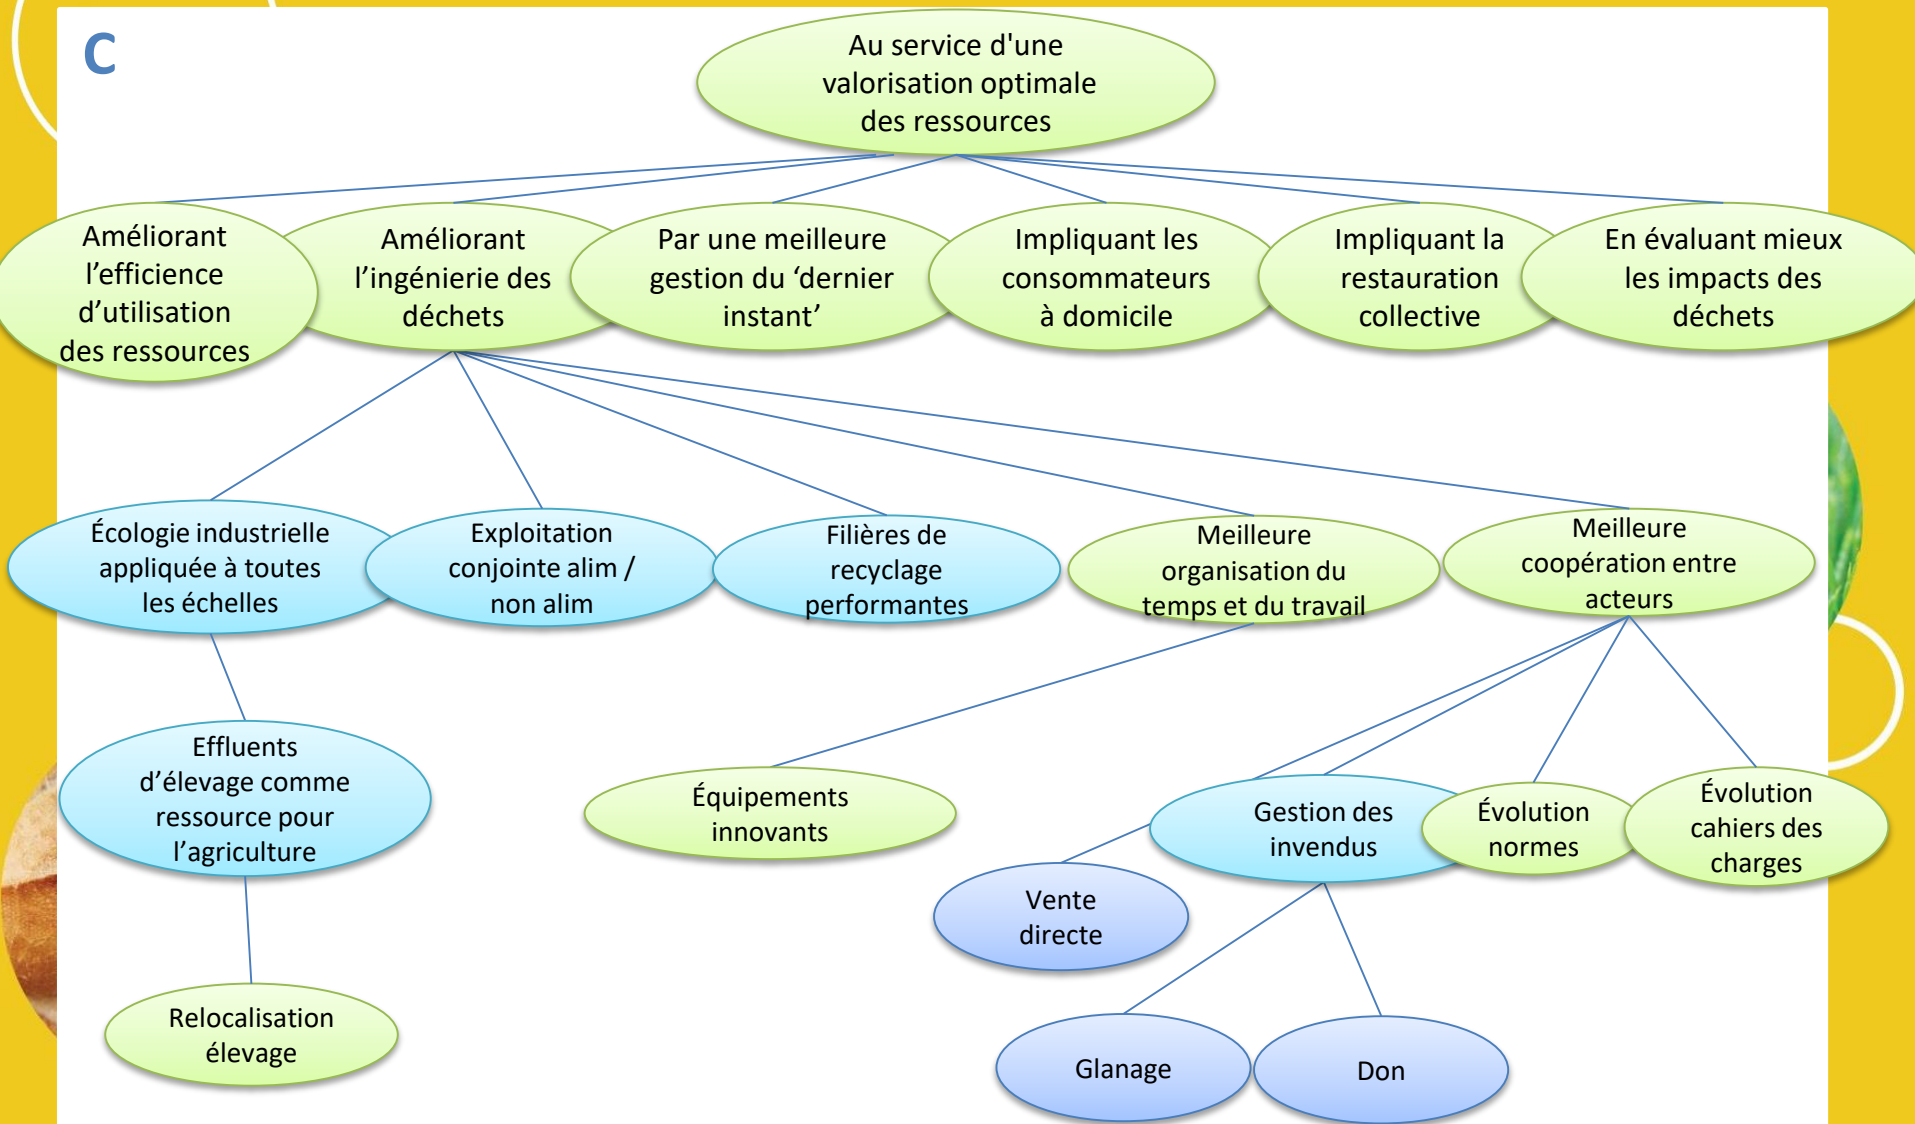 C
Au service d'une
valorisation optimale
des ressources
Améliorant
l’efficience
d’utilisation
des ressources
Améliorant
l’ingénierie des
déchets
Par une meilleure
gestion du ‘dernier
instant’
Impliquant les
consommateurs
à domicile
Impliquant la
restauration
collective
En évaluant mieux
les impacts des
déchets
Écologie industrielle
appliquée à toutes
les échelles
Exploitation
conjointe alim /
non alim
Filières de
recyclage
performantes
Meilleure
organisation du
temps et du travail
Meilleure
coopération entre
acteurs
Effluents
d’élevage comme
ressource pour
l’agriculture
Équipements
innovants
Gestion des
invendus
Évolution
normes
Évolution
cahiers des
charges
Vente
directe
Relocalisation
élevage
Glanage
Don